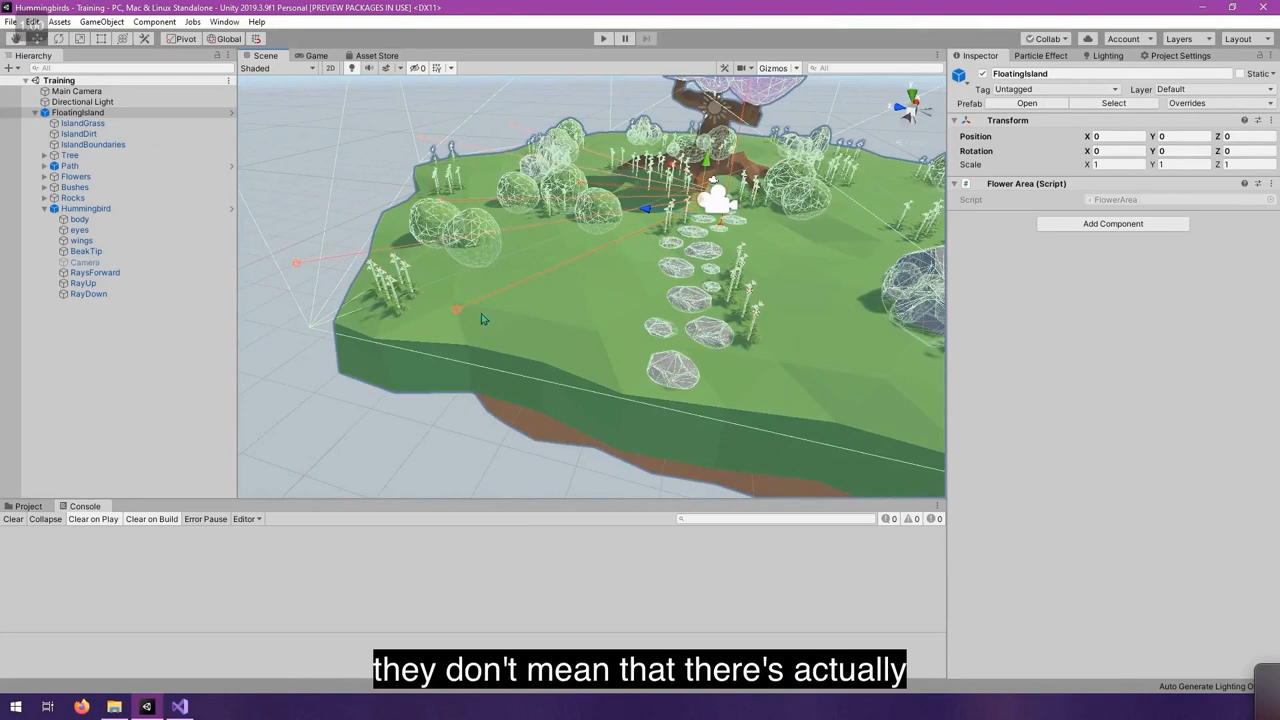 Hummingbirds - Training - PC, Mac & Linux Standalone - Unity 2019.3.9f1 Personal [PREVIEW PACKAGES IN USE] <DX11>
File Edit Assets GameObject Component Jobs Window Help
1:00
Pivot Global Collab Account Layers Layout
Hierarchy Scene Game Asset Store Inspector Particle Effect Lighting Project Settings
All Shaded 2D 0 Gizmos All
Training
Main Camera
Directional Light
FloatingIsland
IslandGrass
IslandDirt
IslandBoundaries
Tree
Path
Flowers
Bushes
Rocks
Hummingbird
body
eyes
wings
BeakTip
Camera
RaysForward
RayUp
RayDown
y
FloatingIsland Static
Tag Untagged Layer Default
Prefab Open Select Overrides
Transform
Position X 0 Y 0 Z 0
Rotation X 0 Y 0 Z 0
Scale X 1 Y 1 Z 1
# Flower Area (Script)
Script FlowerArea
Add Component
Project Console
Clear Collapse Clear on Play Clear on Build Error Pause Editor 0 0 0
they don't mean that there's actually
Auto Generate Lighting O